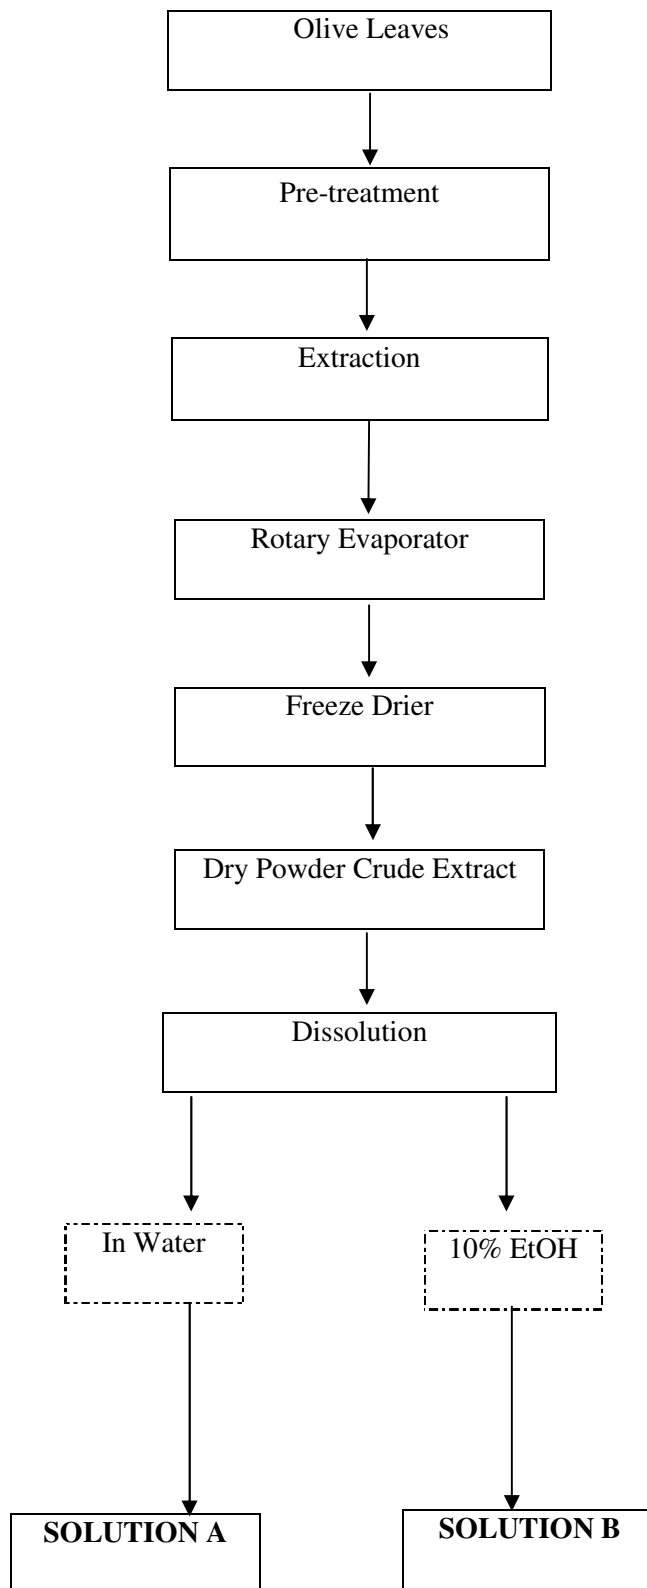 Olive Leaves
Pre-treatment
Extraction
Rotary Evaporator
Freeze Drier
Dry Powder Crude Extract
Dissolution
In Water
10% EtOH
SOLUTION A
SOLUTION B